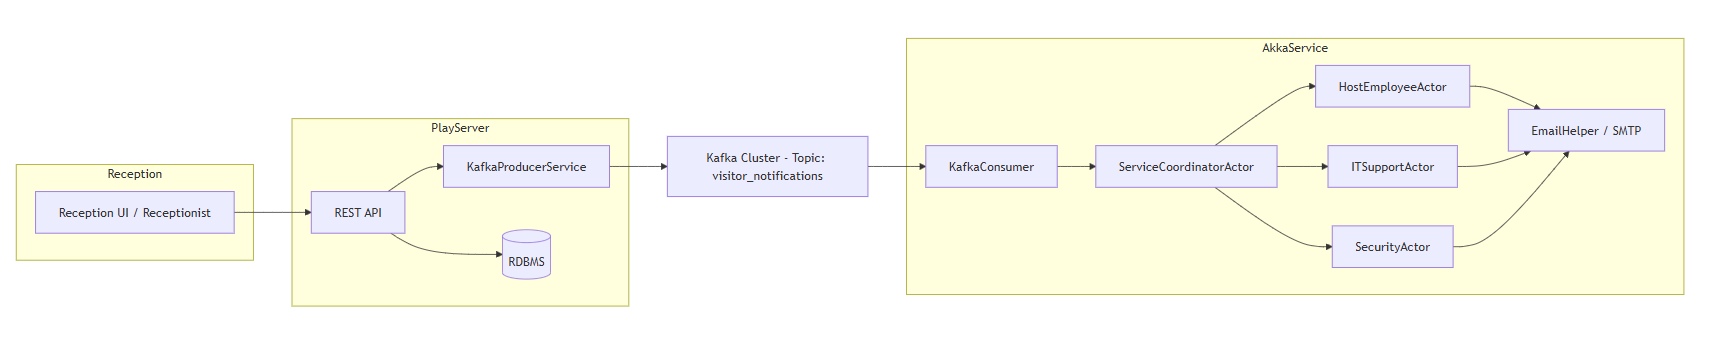 Reception
Reception UI / Receptionist
PlayServer
REST API
KafkaProducerService
RDBMS
Kafka Cluster - Topic:
visitor_notifications
AkkaService
KafkaConsumer
ServiceCoordinatorActor
HostEmployeeActor
ITSupportActor
SecurityActor
EmailHelper / SMTP